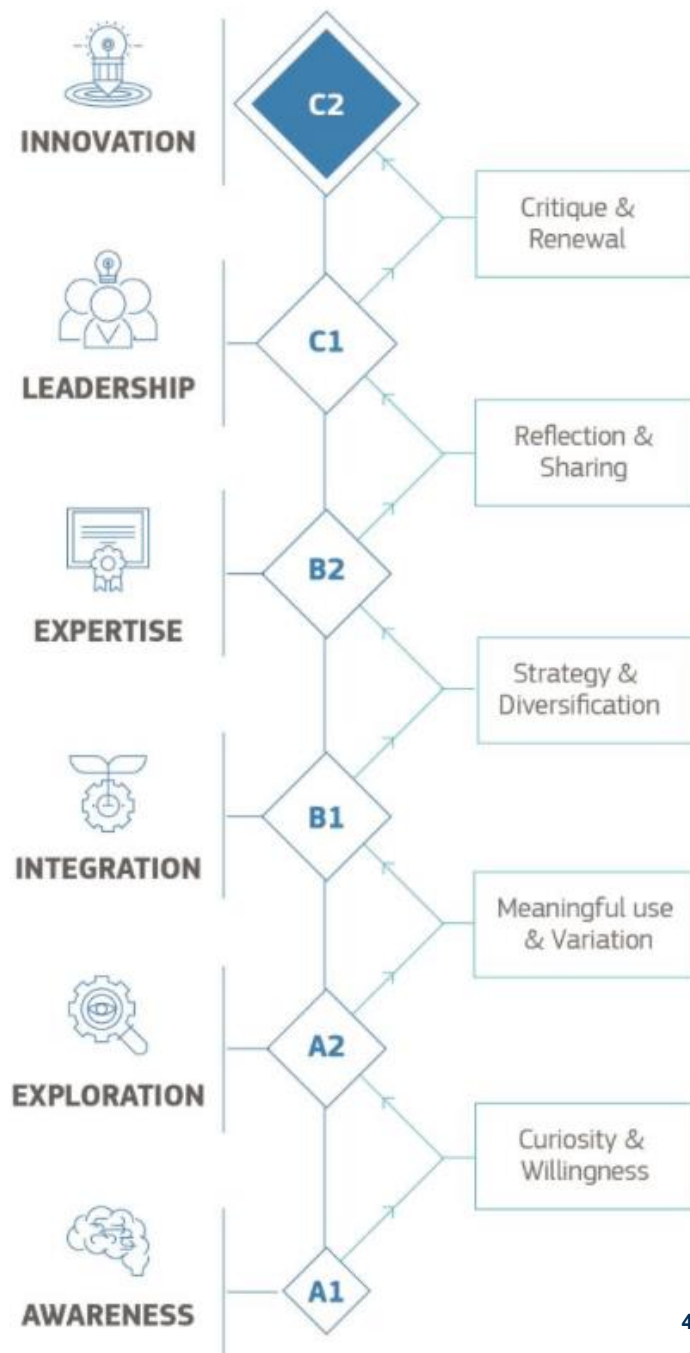 INNOVATION
C2
Critique &
Renewal
LEADERSHIP
C1
Reflection &
Sharing
EXPERTISE
B2
Strategy &
Diversification
INTEGRATION
B1
Meaningful use
& Variation
EXPLORATION
A2
Curiosity &
Willingness
AWARENESS
A1
4